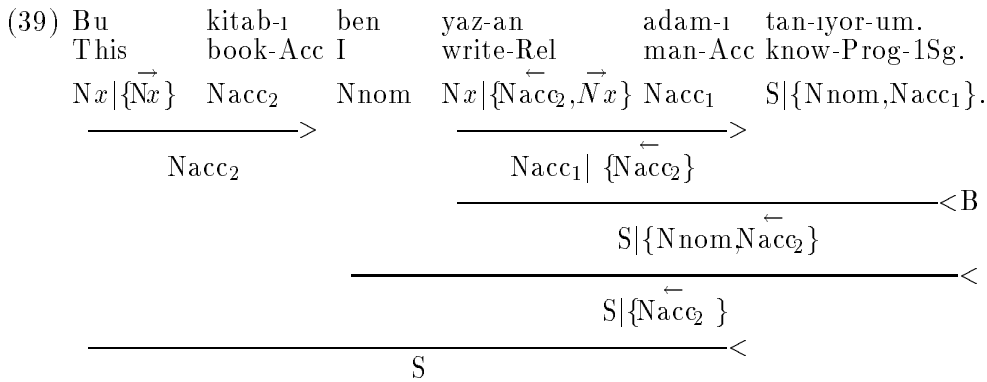 (39) Bu kitab-ı ben yaz-an adam-ı tan-ıyor-um.
This book-Acc I write-Rel man-Acc know-Prog-1Sg.
Nx|{N⃗x} Nacc₂ Nnom Nx|{N⃖acc₂,N⃗x} Nacc₁ S|{Nnom,Nacc₁}.
>
>
Nacc₂ Nacc₁| {N⃖acc₂}
<B
S|{Nnom,N⃖acc₂}
<
S|{N⃖acc₂ }
<
S